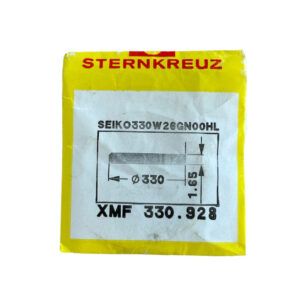 STERNKREUZ
SEIKO330W26GN00HL
Ø330
1.65
XMF 330.928